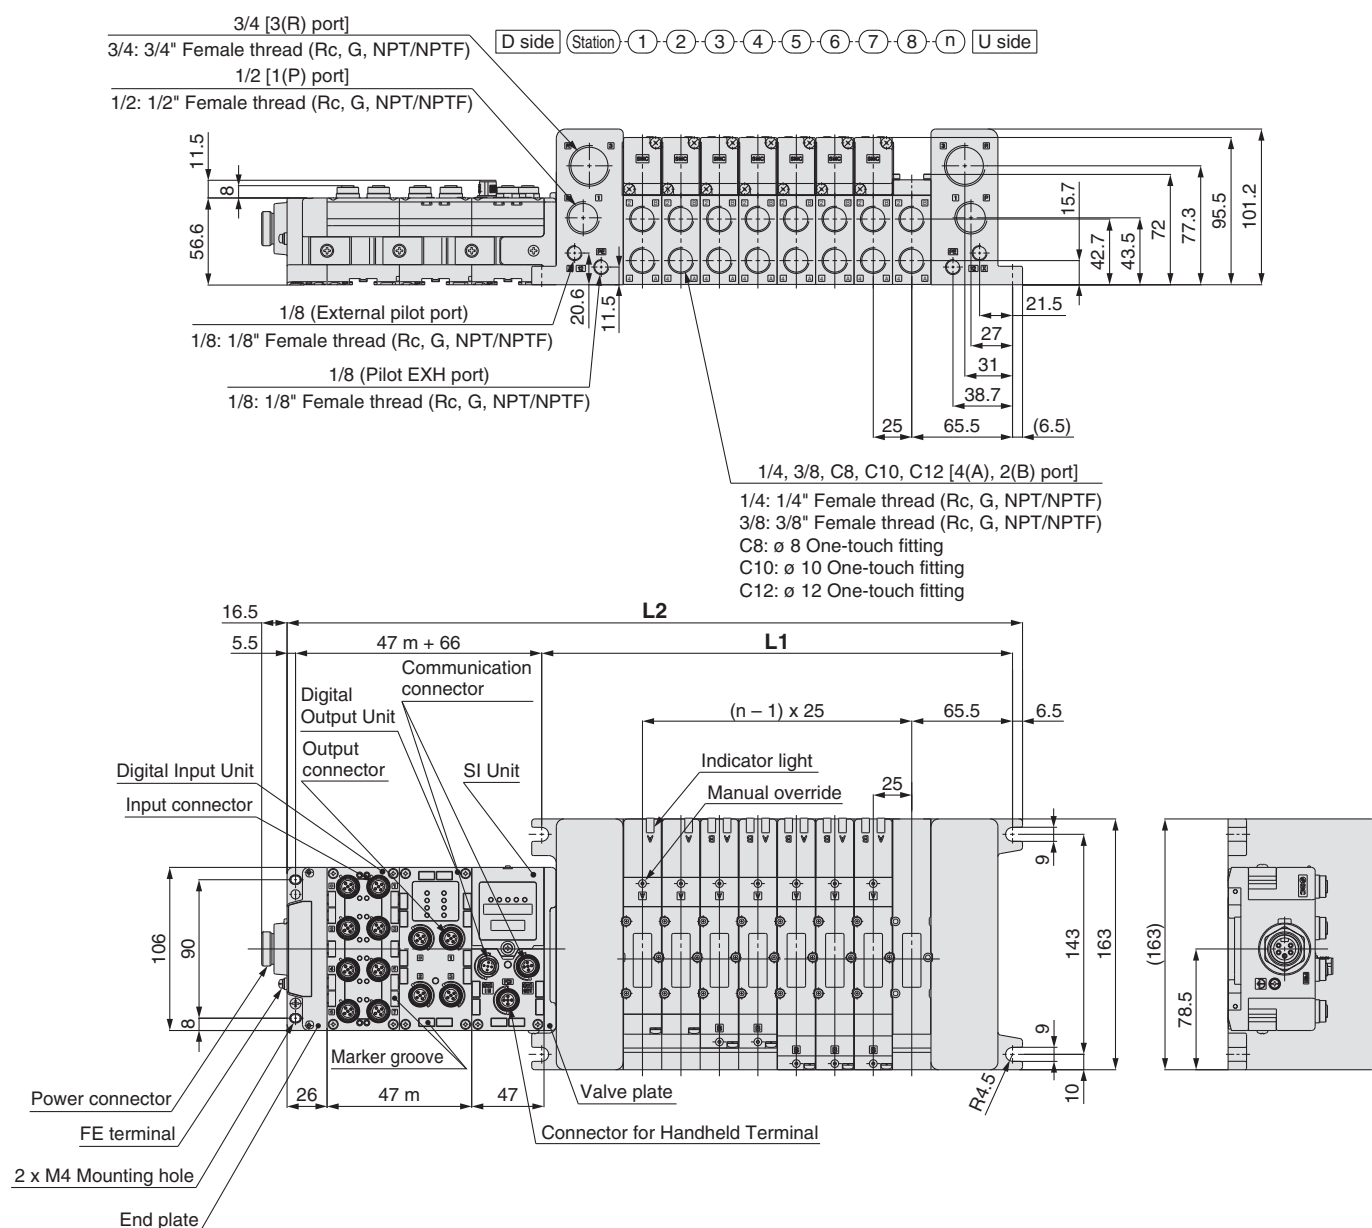 3/4 [3(R) port]
3/4: 3/4" Female thread (Rc, G, NPT/NPTF)
D side Station 1 2 3 4 5 6 7 8 n U side
1/2 [1(P) port]
1/2: 1/2" Female thread (Rc, G, NPT/NPTF)
11.5
8
56.6
15.7
42.7
43.5
72
77.3
95.5
101.2
20.6
11.5
21.5
27
31
38.7
25
65.5
(6.5)
1/8 (External pilot port)
1/8: 1/8" Female thread (Rc, G, NPT/NPTF)
1/8 (Pilot EXH port)
1/8: 1/8" Female thread (Rc, G, NPT/NPTF)
1/4, 3/8, C8, C10, C12 [4(A), 2(B) port]
1/4: 1/4" Female thread (Rc, G, NPT/NPTF)
3/8: 3/8" Female thread (Rc, G, NPT/NPTF)
C8: ø 8 One-touch fitting
C10: ø 10 One-touch fitting
C12: ø 12 One-touch fitting
16.5
L2
5.5
47 m + 66
L1
Communication
connector
Digital
Output Unit
(n – 1) x 25
65.5
6.5
Output
connector
SI Unit
Indicator light
Digital Input Unit
25
Manual override
Input connector
9
106
90
8
143
163
(163)
78.5
9
10
R4.5
Marker groove
26
47 m
47
Valve plate
Power connector
FE terminal
Connector for Handheld Terminal
2 x M4 Mounting hole
End plate